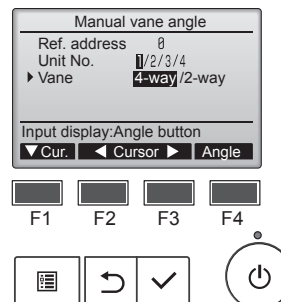 Manual vane angle
Ref. address 0
Unit No. 1/2/3/4
Vane 4-way/2-way
Input display:Angle button
▼Cur. ◀ Cursor ▶ Angle
F1 F2 F3 F4